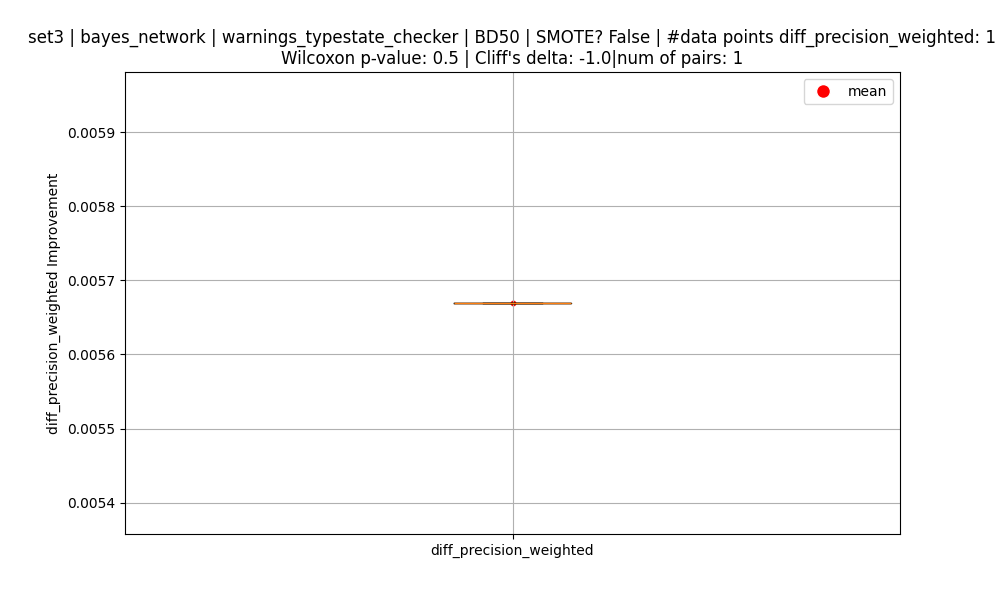 set3 | bayes_network | warnings_typestate_checker | BD50 | SMOTE? False | #data points diff_precision_weighted: 1
Wilcoxon p-value: 0.5 | Cliff's delta: -1.0|num of pairs: 1
mean
0.0059
0.0058
0.0057
0.0056
0.0055
0.0054
diff_precision_weighted Improvement
diff_precision_weighted